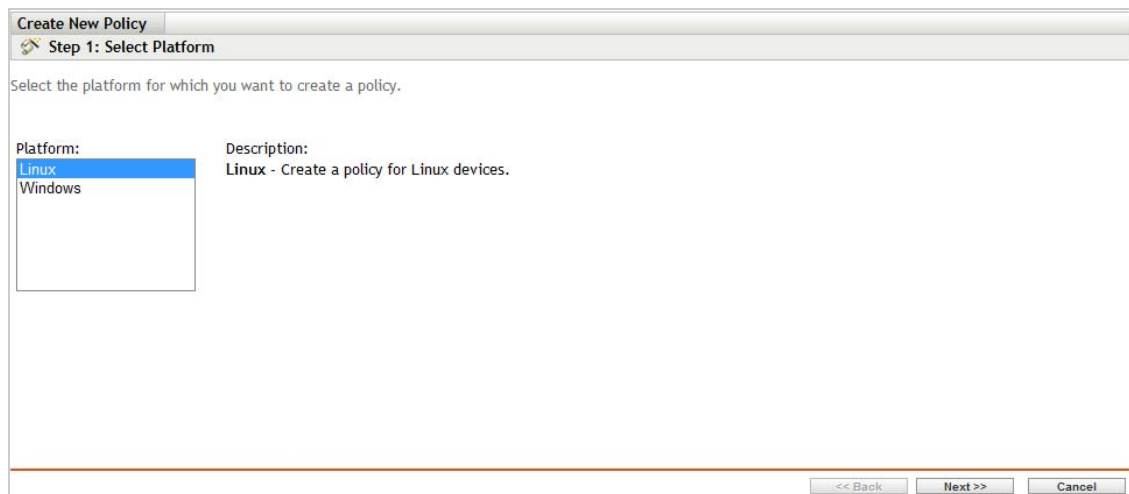 Create New Policy
Step 1: Select Platform
Select the platform for which you want to create a policy.
Platform:
Description:
Linux
Linux - Create a policy for Linux devices.
Windows
<< Back
Next >>
Cancel